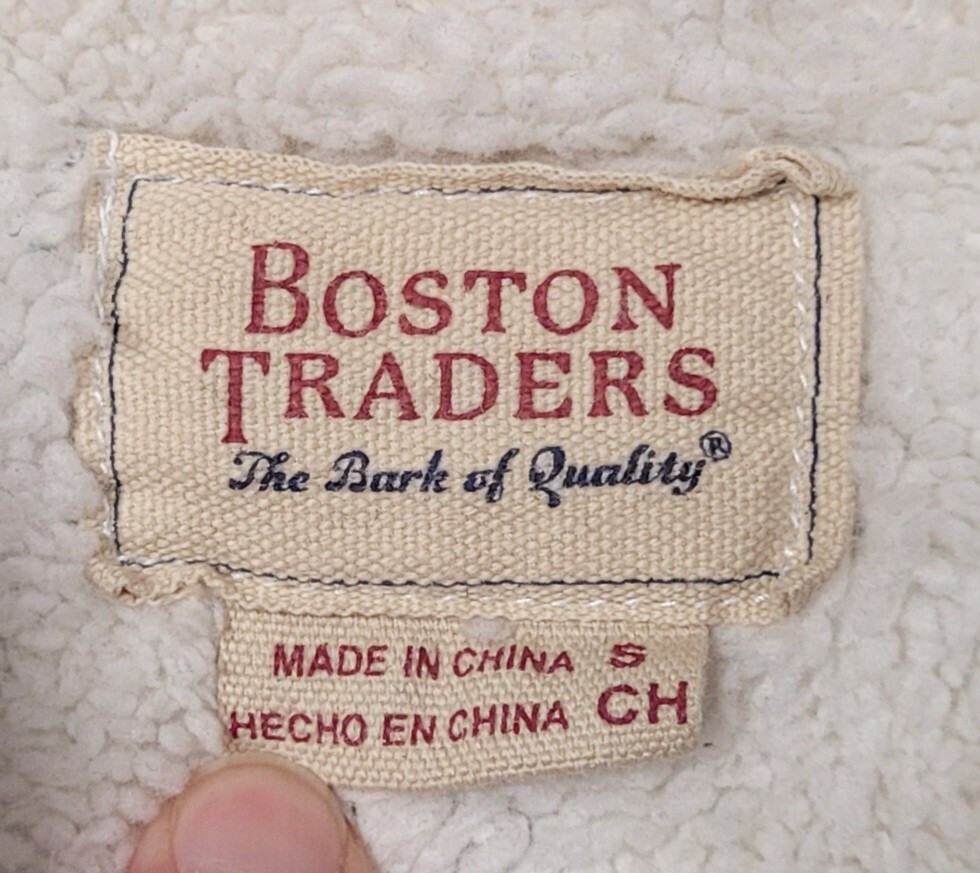 BOSTON
TRADERS
The Bark of Quality®
MADE IN CHINA S
HECHO EN CHINA CH